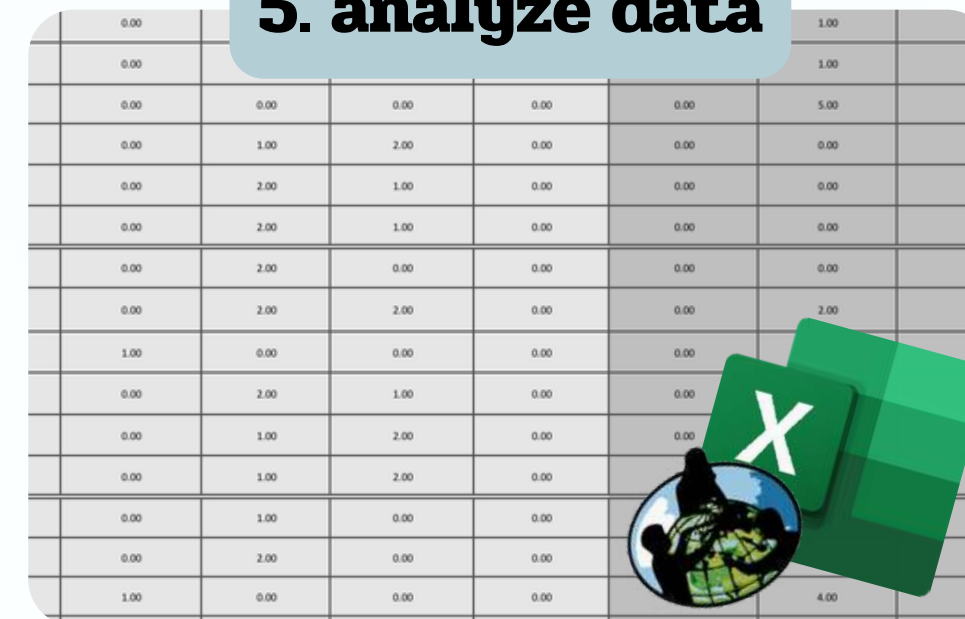 5. analyze data
0.00 1.00
0.00 1.00
0.00 0.00 0.00 0.00 0.00 5.00
0.00 1.00 2.00 0.00 0.00 0.00
0.00 2.00 1.00 0.00 0.00 0.00
0.00 2.00 1.00 0.00 0.00 0.00
0.00 2.00 0.00 0.00 0.00 0.00
0.00 2.00 2.00 0.00 0.00 2.00
1.00 0.00 0.00 0.00 0.00
0.00 2.00 1.00 0.00 0.00
0.00 1.00 2.00 0.00 0.00
X
0.00 1.00 2.00 0.00
0.00 1.00 0.00 0.00
0.00 2.00 0.00 0.00
1.00 0.00 0.00 0.00 4.00